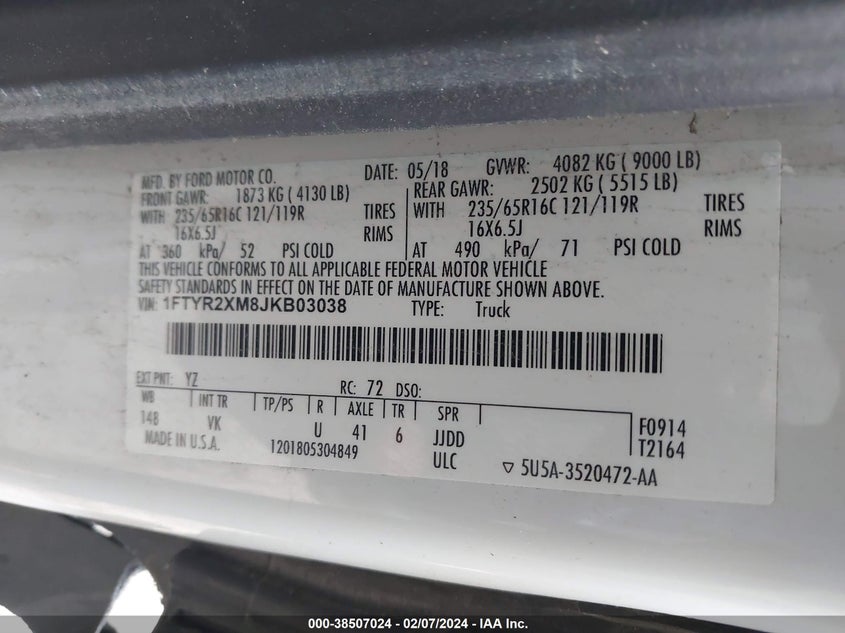 MFD. BY FORD MOTOR CO. DATE: 05/18 GVWR: 4082 KG ( 9000 LB)
FRONT GAWR: 1873 KG ( 4130 LB) REAR GAWR: 2502 KG ( 5515 LB)
WITH 235/65R16C 121/119R TIRES WITH 235/65R16C 121/119R TIRES
16X6.5J RIMS 16X6.5J RIMS
AT 360 kPa/ 52 PSI COLD AT 490 kPa/ 71 PSI COLD
THIS VEHICLE CONFORMS TO ALL APPLICABLE FEDERAL MOTOR VEHICLE
SAFETY STANDARDS IN EFFECT ON THE DATE OF MANUFACTURE SHOWN ABOVE.
VIN: 1FTYR2XM8JKB03038 TYPE: Truck
EXT PNT: YZ RC: 72 DSO:
WB INT TR TP/PS R AXLE TR SPR
148 VK U 41 6 JJDD F0914
MADE IN U.S.A. 1201805304849 ULC T2164
▽ 5U5A-3520472-AA
000-38507024 - 02/07/2024 - IAA Inc.